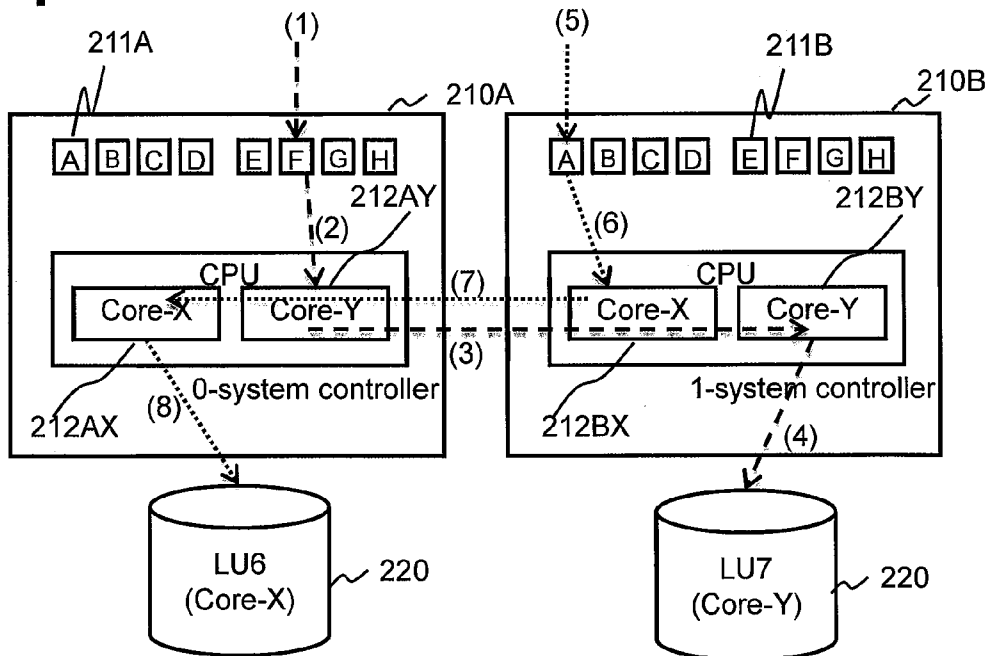 (1)
(5)
211A
211B
210A
210B
A B C D E F G H
A B C D E F G H
212AY
212BY
(2)
(6)
CPU
CPU
(7)
Core-X
Core-Y
Core-X
Core-Y
(3)
0-system controller
1-system controller
212AX
(8)
212BX
(4)
LU6
(Core-X)
220
LU7
(Core-Y)
220